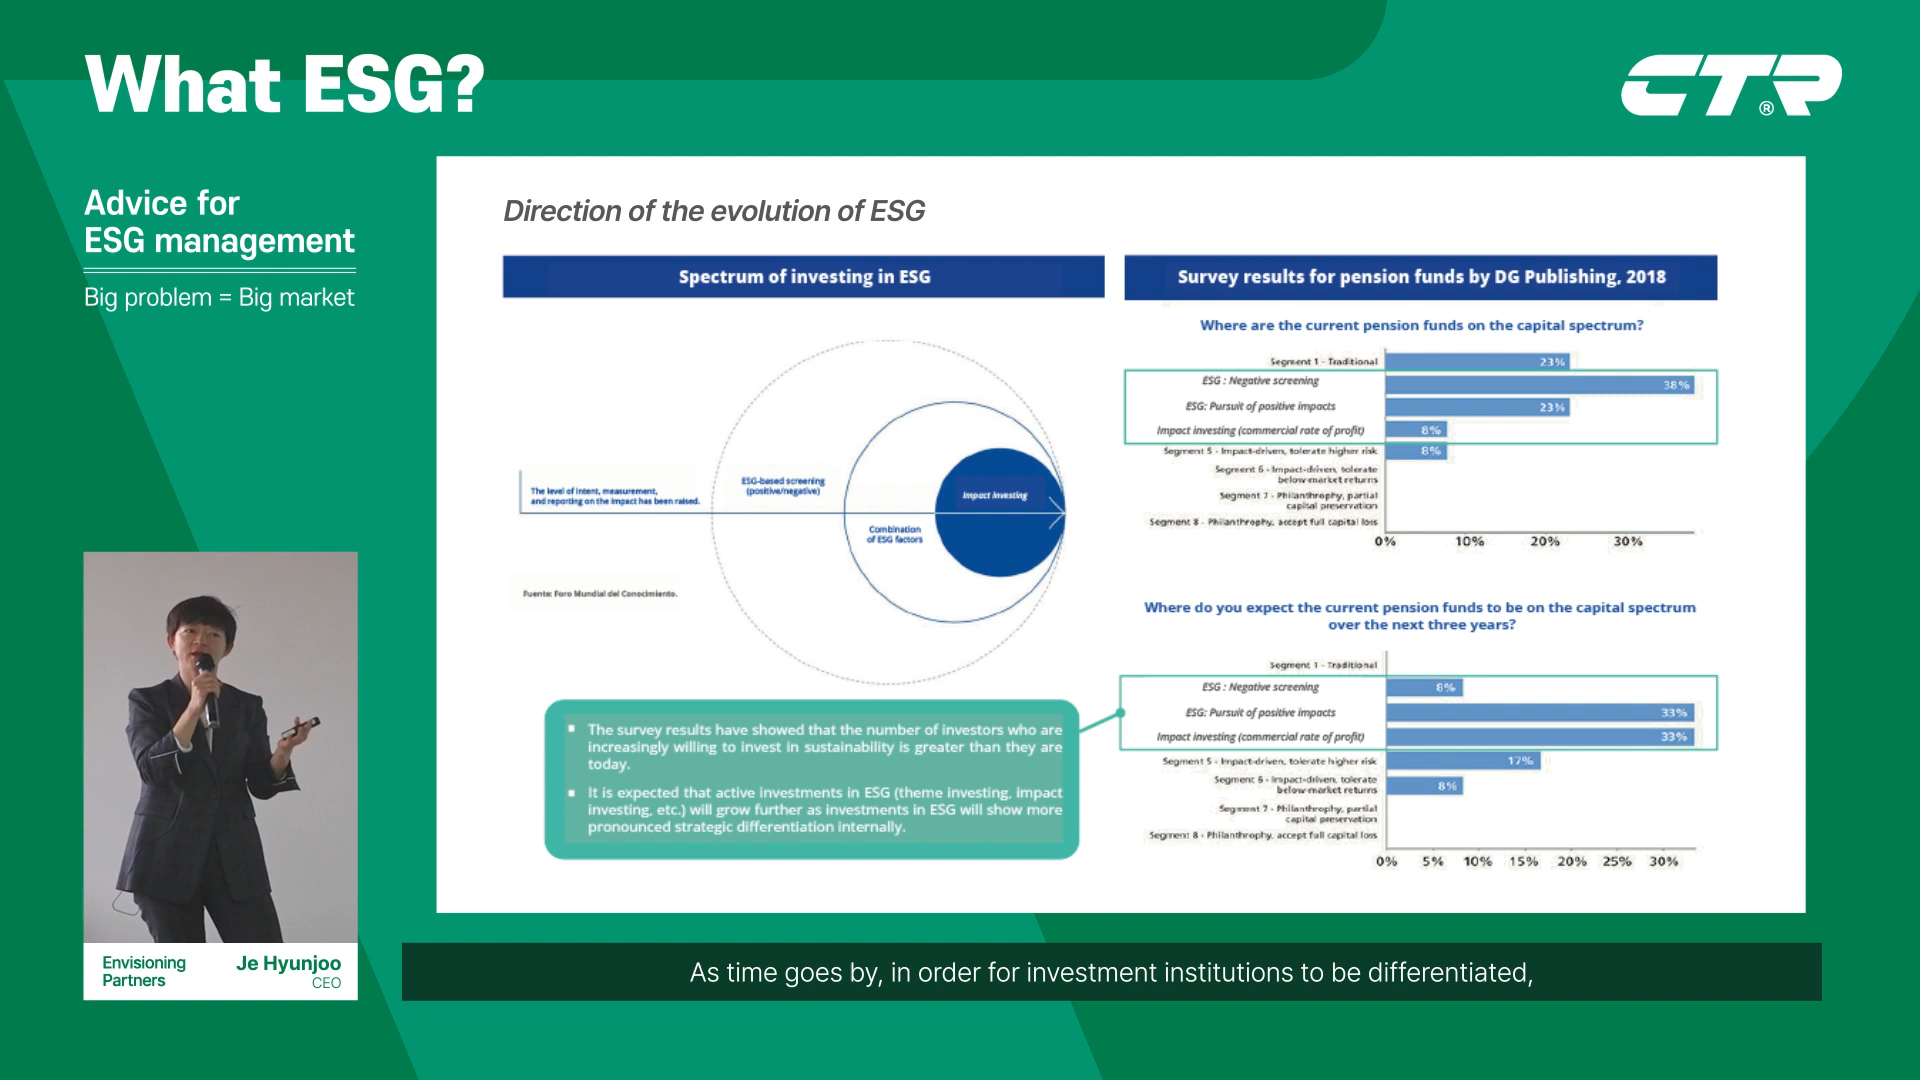 What ESG?
CTR®
Advice for
ESG management
Big problem = Big market
Direction of the evolution of ESG
Spectrum of investing in ESG
The level of intent, measurement,
and reporting on the impact has been raised.
ESG-based screening
(positive/negative)
Combination
of ESG factors
Impact investing
Fuente: Foro Mundial del Conocimiento.
▪ The survey results have showed that the number of investors who are
increasingly willing to invest in sustainability is greater than they are
today.
▪ It is expected that active investments in ESG (theme investing, impact
investing, etc.) will grow further as investments in ESG will show more
pronounced strategic differentiation internally.
Survey results for pension funds by DG Publishing, 2018
Where are the current pension funds on the capital spectrum?
Segment 1 - Traditional 23%
ESG : Negative screening 38%
ESG: Pursuit of positive impacts 23%
Impact investing (commercial rate of profit) 8%
Segment 5 - Impact-driven, tolerate higher risk 8%
Segment 6 - Impact-driven, tolerate
below-market returns
Segment 7 - Philanthrophy, partial
capital preservation
Segment 8 - Philanthrophy, accept full capital loss
0% 10% 20% 30%
Where do you expect the current pension funds to be on the capital spectrum
over the next three years?
Segment 1 - Traditional
ESG : Negative screening 8%
ESG: Pursuit of positive impacts 33%
Impact investing (commercial rate of profit) 33%
Segment 5 - Impact-driven, tolerate higher risk 17%
Segment 6 - Impact-driven, tolerate
below-market returns 8%
Segment 7 - Philanthrophy, partial
capital preservation
Segment 8 - Philanthrophy, accept full capital loss
0% 5% 10% 15% 20% 25% 30%
Envisioning
Partners
Je Hyunjoo
CEO
As time goes by, in order for investment institutions to be differentiated,